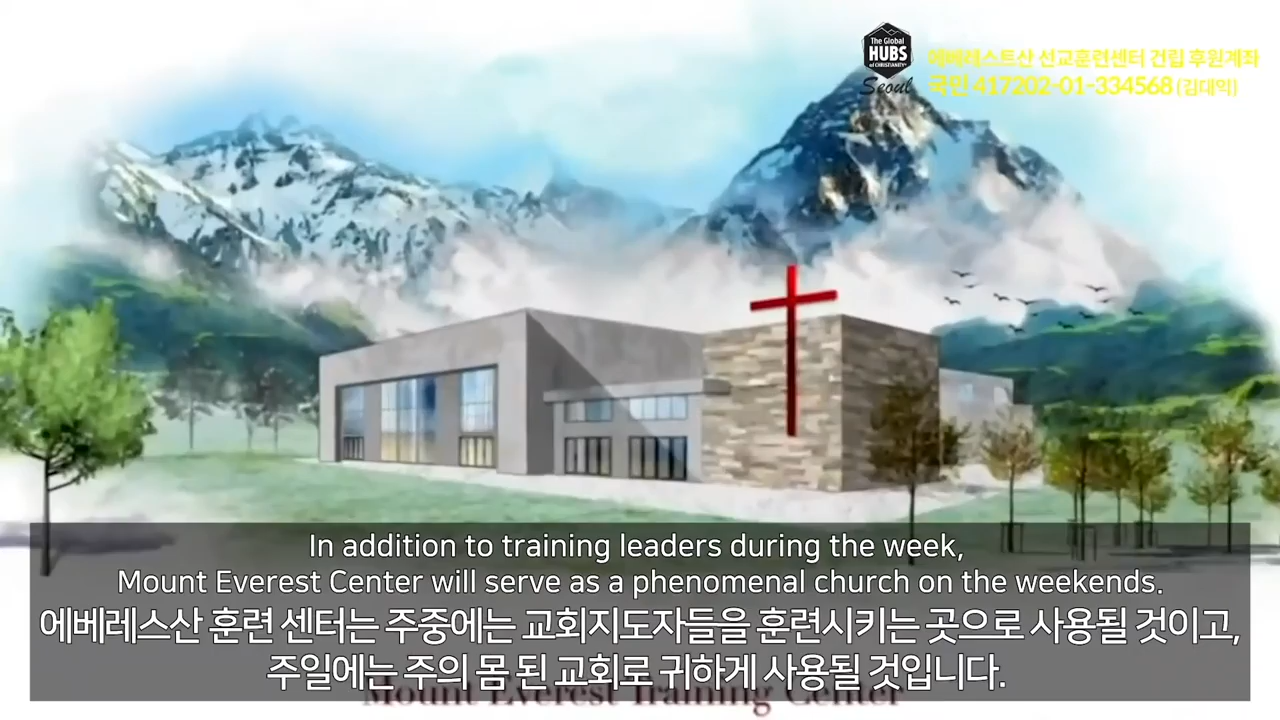 The Global
HUBS
of CHRISTIANITY
Seoul
에베레스트산 선교훈련센터 건립 후원계좌
국민 417202-01-334568 (김대익)
In addition to training leaders during the week,
Mount Everest Center will serve as a phenomenal church on the weekends.
에베레스산 훈련 센터는 주중에는 교회지도자들을 훈련시키는 곳으로 사용될 것이고,
주일에는 주의 몸 된 교회로 귀하게 사용될 것입니다.
Mount Everest Training Center